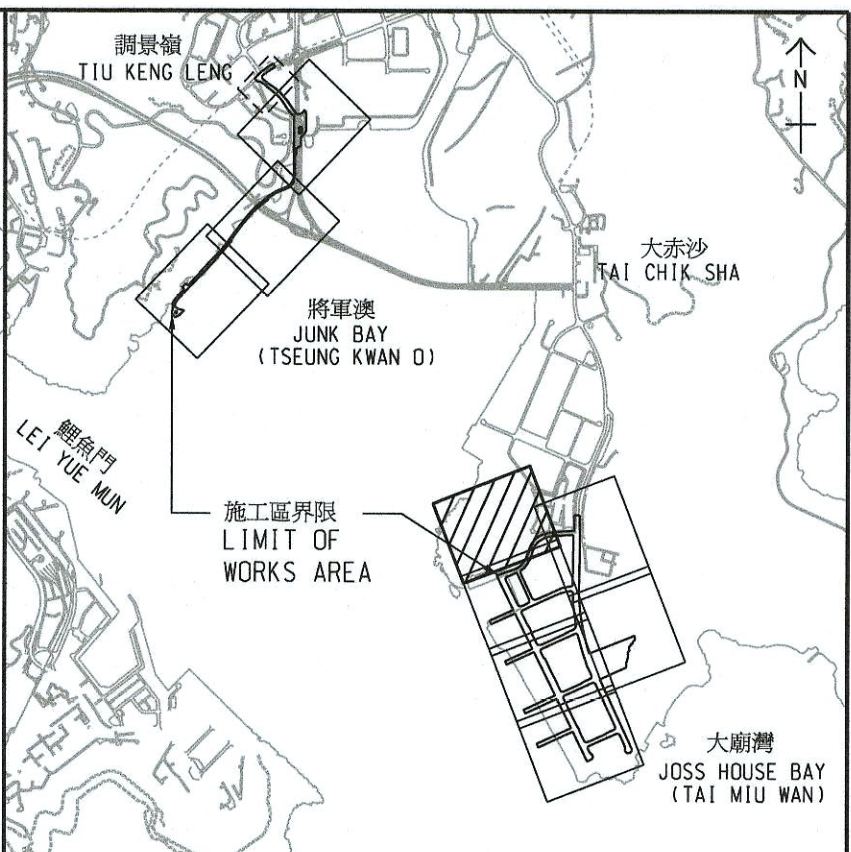 調景嶺
TIU KENG LENG
N
大赤沙
TAI CHIK SHA
將軍澳
JUNK BAY
(TSEUNG KWAN O)
鯉魚門
LEI YUE MUN
施工區界限
LIMIT OF
WORKS AREA
大廟灣
JOSS HOUSE BAY
(TAI MIU WAN)